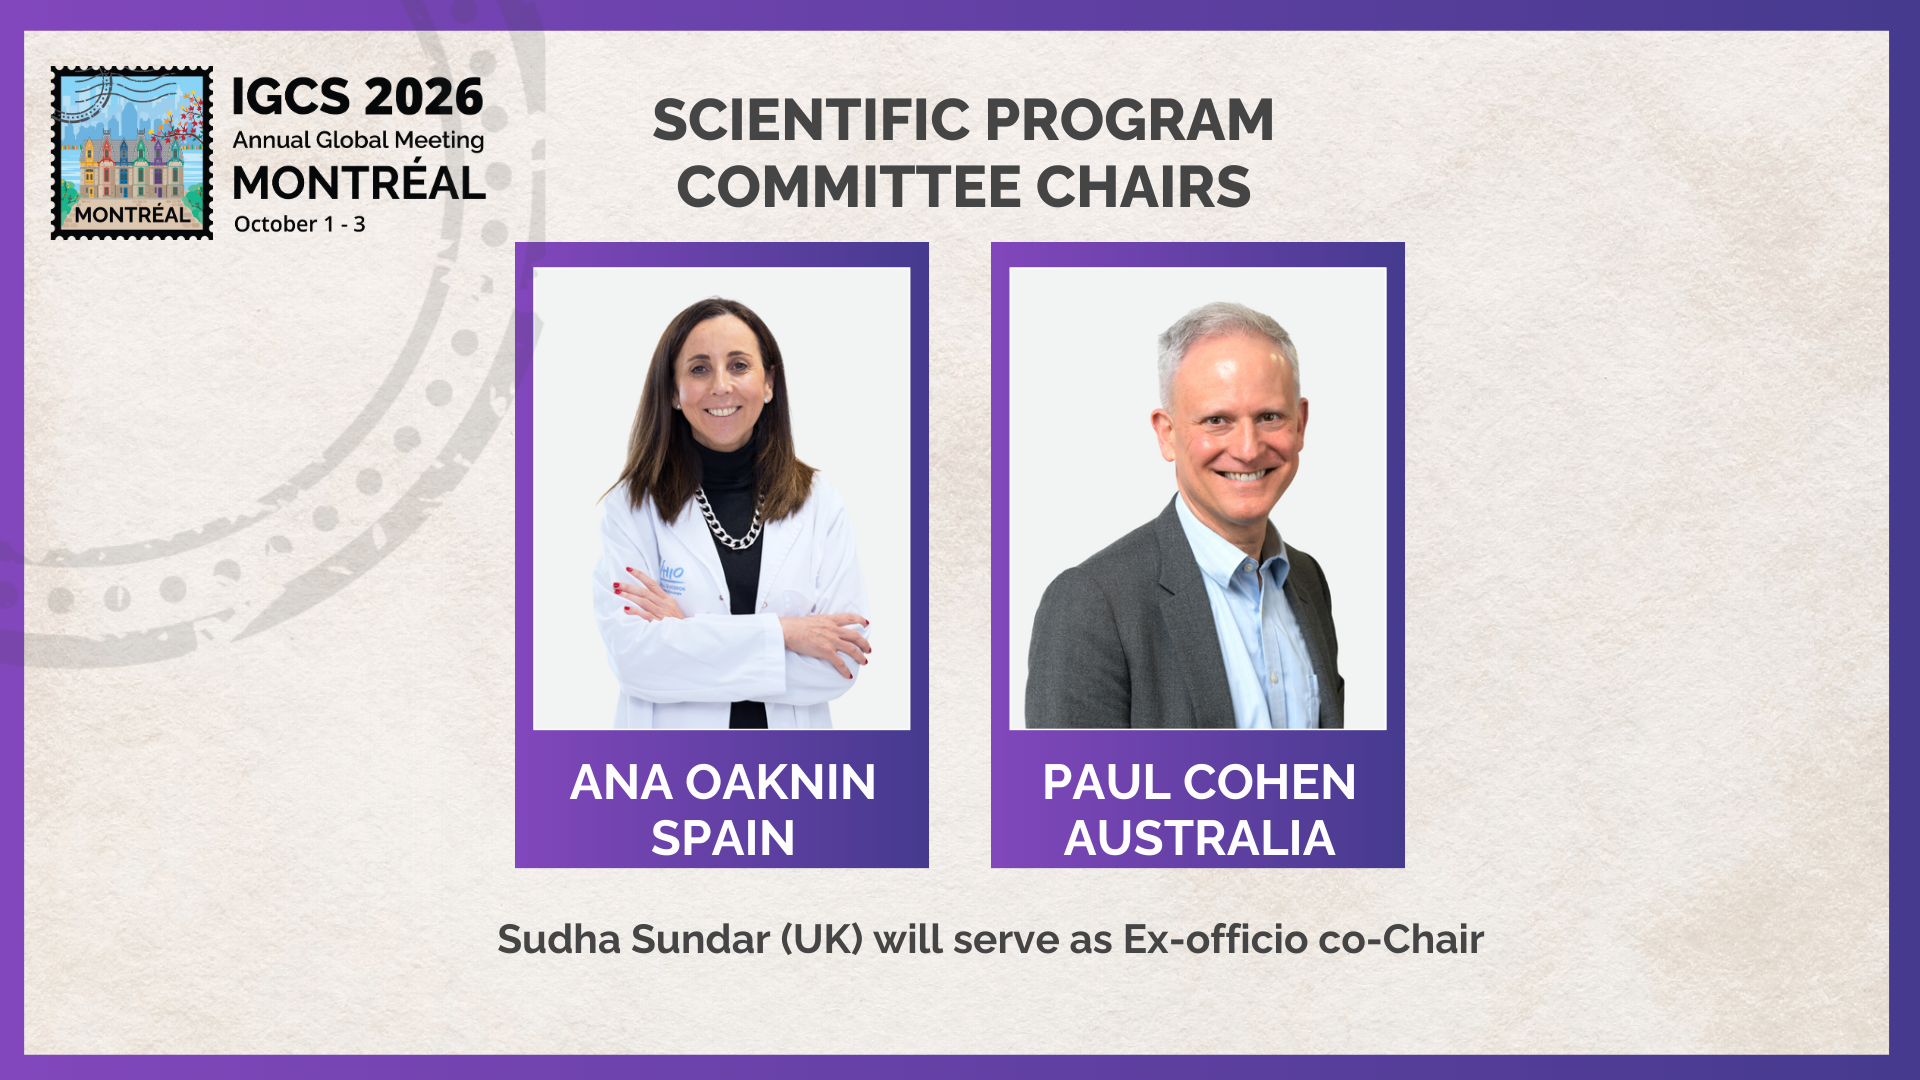 IGCS 2026
Annual Global Meeting
MONTRÉAL
October 1 - 3
MONTRÉAL
SCIENTIFIC PROGRAM
COMMITTEE CHAIRS
HIO
ANA OAKNIN
SPAIN
PAUL COHEN
AUSTRALIA
Sudha Sundar (UK) will serve as Ex-officio co-Chair